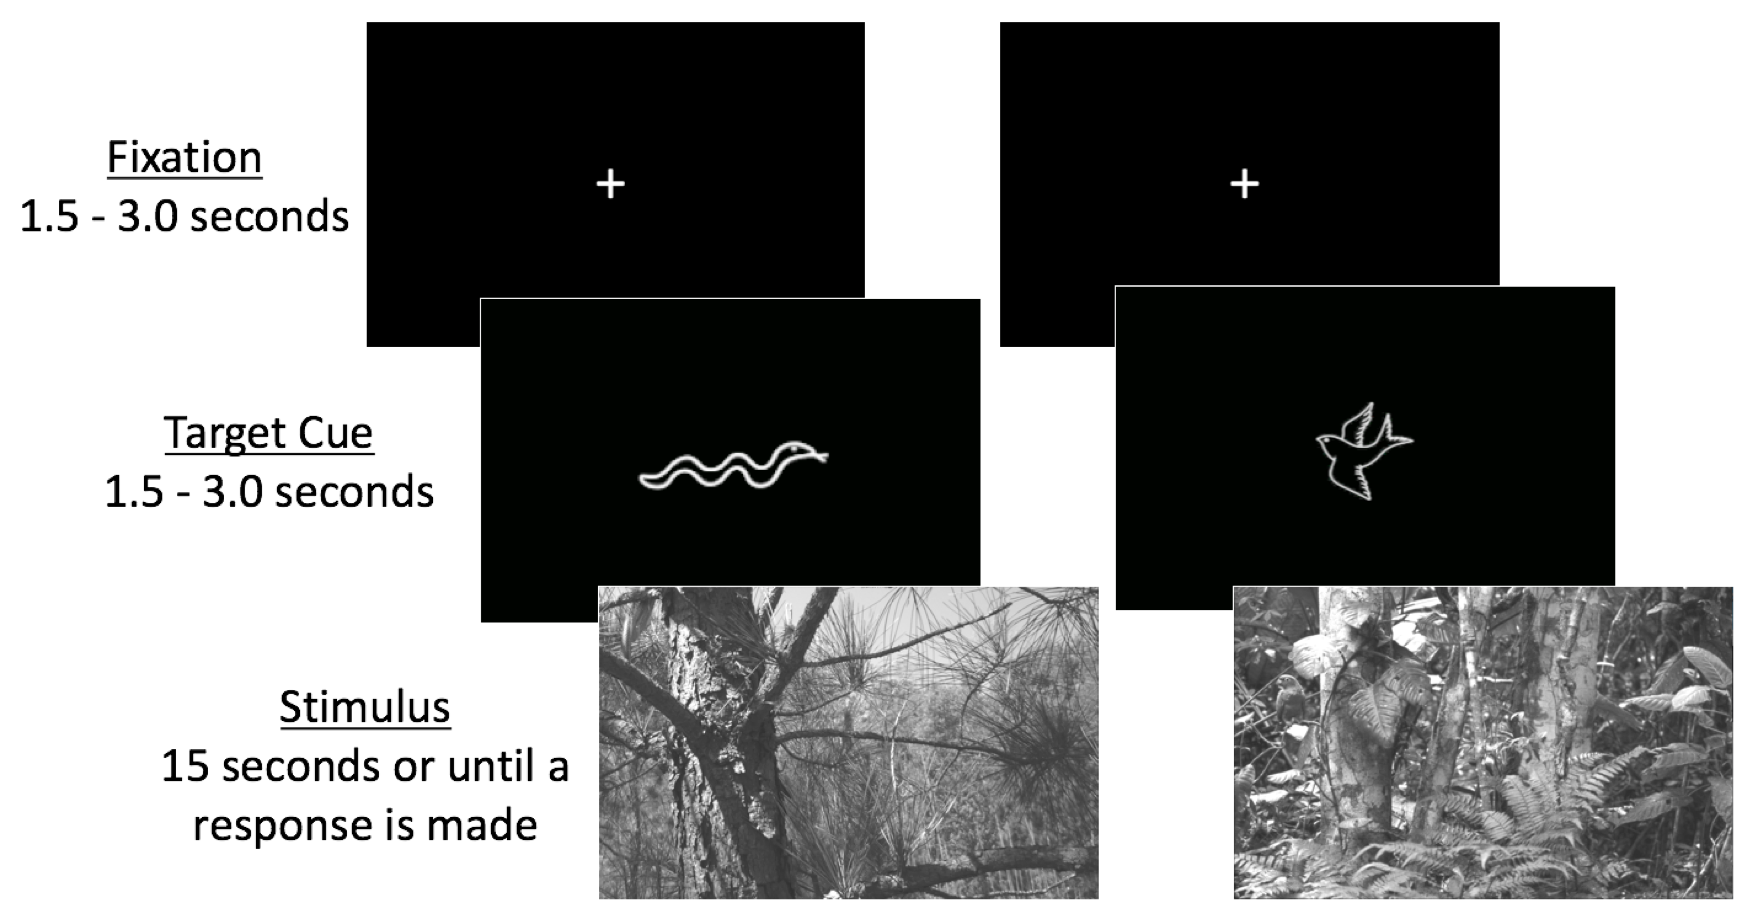 Fixation
1.5 - 3.0 seconds
Target Cue
1.5 - 3.0 seconds
Stimulus
15 seconds or until a
response is made